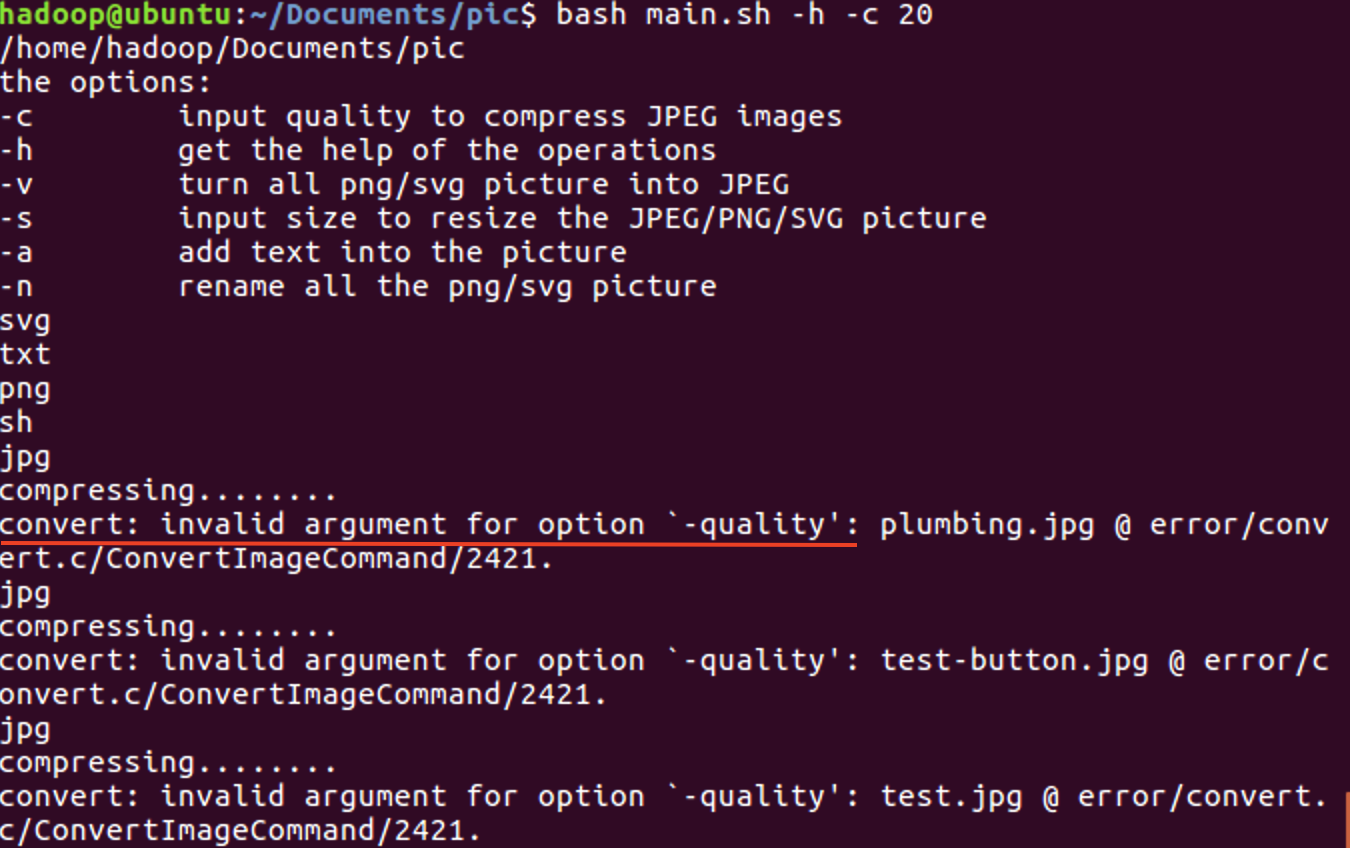 hadoop@ubuntu:~/Documents/pic$ bash main.sh -h -c 20
/home/hadoop/Documents/pic
the options:
-c        input quality to compress JPEG images
-h        get the help of the operations
-v        turn all png/svg picture into JPEG
-s        input size to resize the JPEG/PNG/SVG picture
-a        add text into the picture
-n        rename all the png/svg picture
svg
txt
png
sh
jpg
compressing........
convert: invalid argument for option `-quality': plumbing.jpg @ error/conv
ert.c/ConvertImageCommand/2421.
jpg
compressing........
convert: invalid argument for option `-quality': test-button.jpg @ error/c
onvert.c/ConvertImageCommand/2421.
jpg
compressing........
convert: invalid argument for option `-quality': test.jpg @ error/convert.
c/ConvertImageCommand/2421.